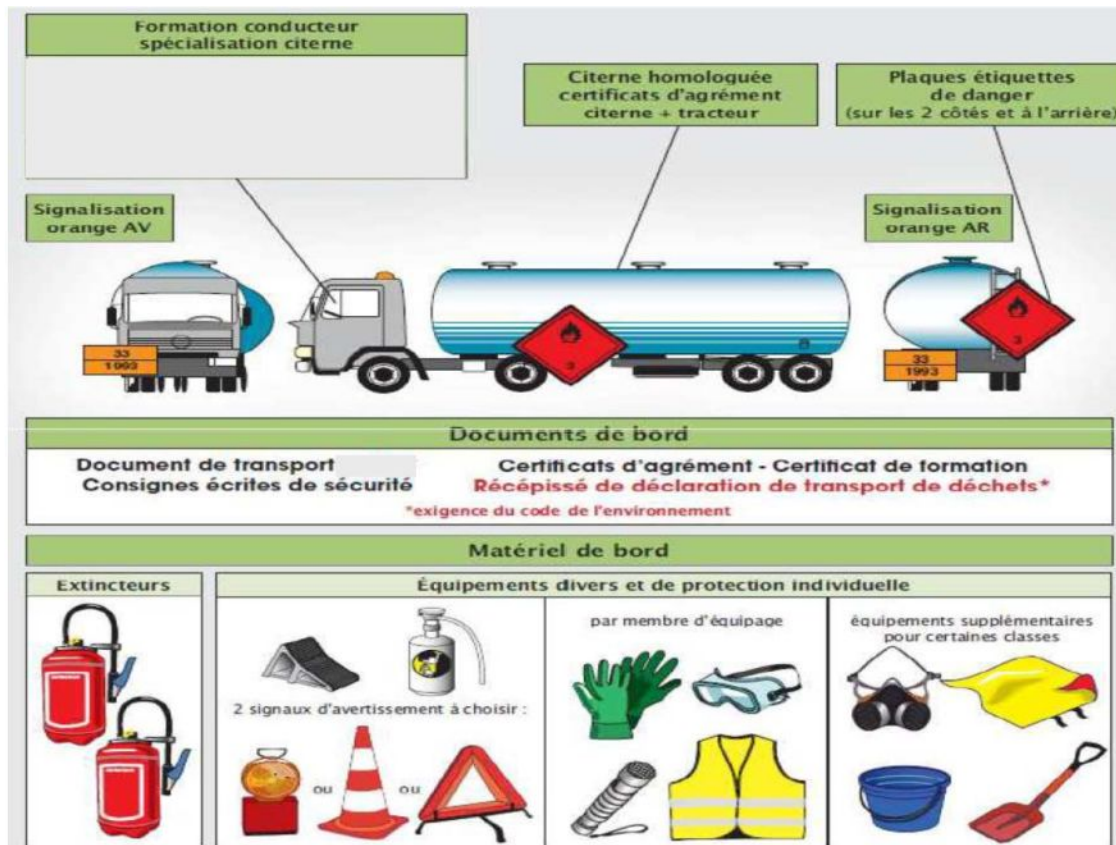 Formation conducteur
spécialisation citerne
Citerne homologuée
certificats d'agrément
citerne + tracteur
Plaques étiquettes
de danger
(sur les 2 côtés et à l'arrière)
Signalisation
orange AV
Signalisation
orange AR
33
1993
3
33
1993
3
Documents de bord
Document de transport
Consignes écrites de sécurité
Certificats d'agrément - Certificat de formation
Récépissé de déclaration de transport de déchets*
*exigence du code de l'environnement
Matériel de bord
Extincteurs
Équipements divers et de protection individuelle
2 signaux d'avertissement à choisir :
ou
ou
par membre d'équipage
équipements supplémentaires
pour certaines classes